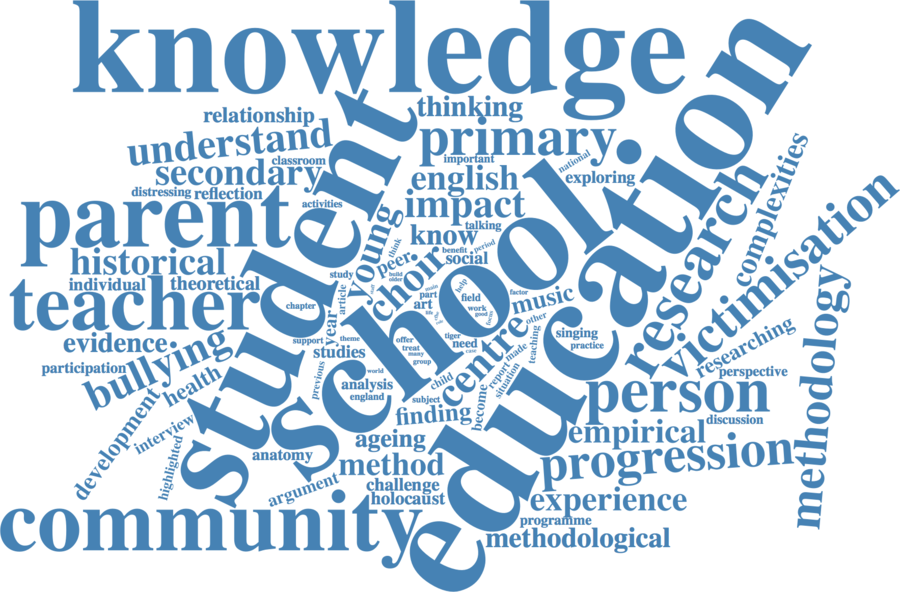 knowledge
education
school
student
parent
community
teacher
relationship
thinking
understand
primary
classroom
important
national
secondary
english
exploring
distressing
reflection
activities
impact
young
talking
complexities
research
victimisation
historical
know
think
peer
benefit
period
social
choir
individual
theoretical
study
build
older
help
methodology
chapter
article
part
art
life
field
work
good
factor
music
evidence
year
support
theme
offer
treat
many
group
tiger
need
case
centre
other
singing
practice
researching
participation
bullying
studies
previous
world
analysis
england
child
subject
report
made
situation
teaching
perspective
health
finding
become
person
discussion
development
interview
highlighted
anatomy
ageing
empirical
method
progression
argument
challenge
holocaust
experience
programme
methodological